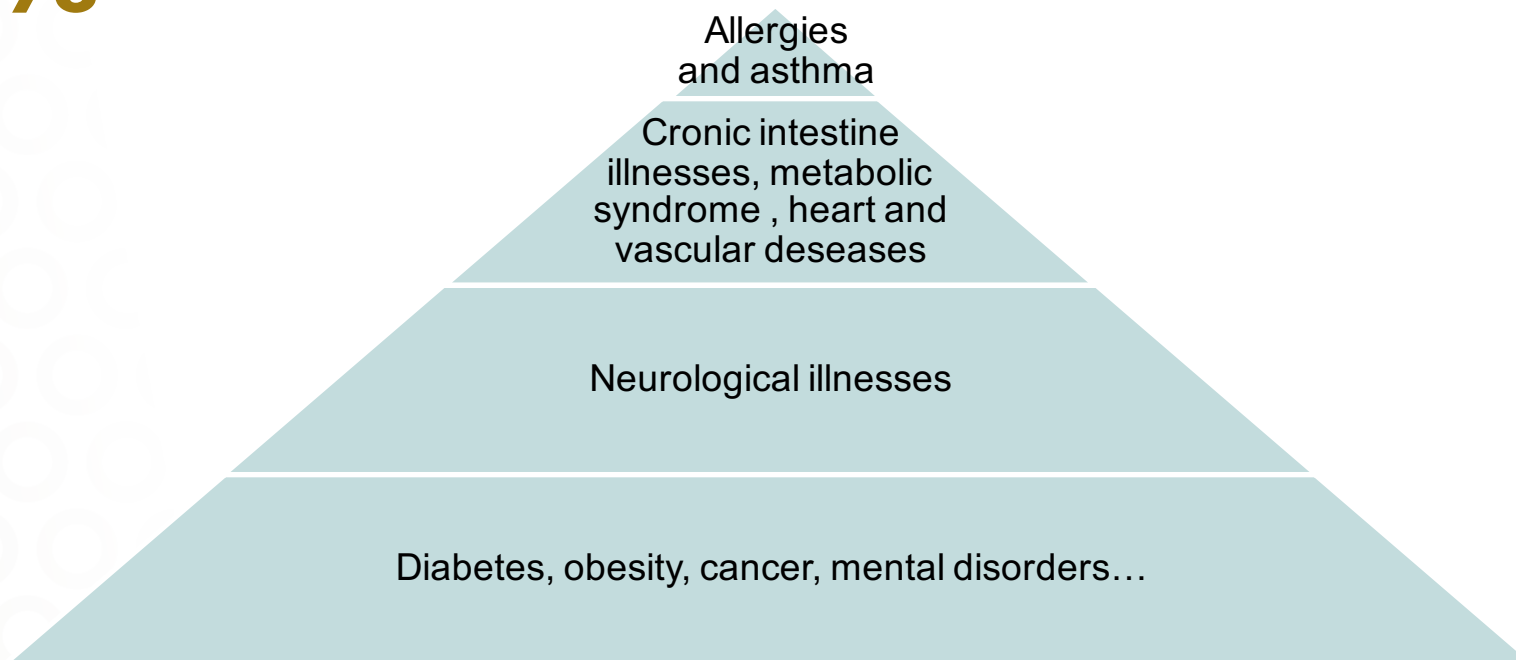 Allergies
and asthma
Cronic intestine
illnesses, metabolic
syndrome , heart and
vascular deseases
Neurological illnesses
Diabetes, obesity, cancer, mental disorders…